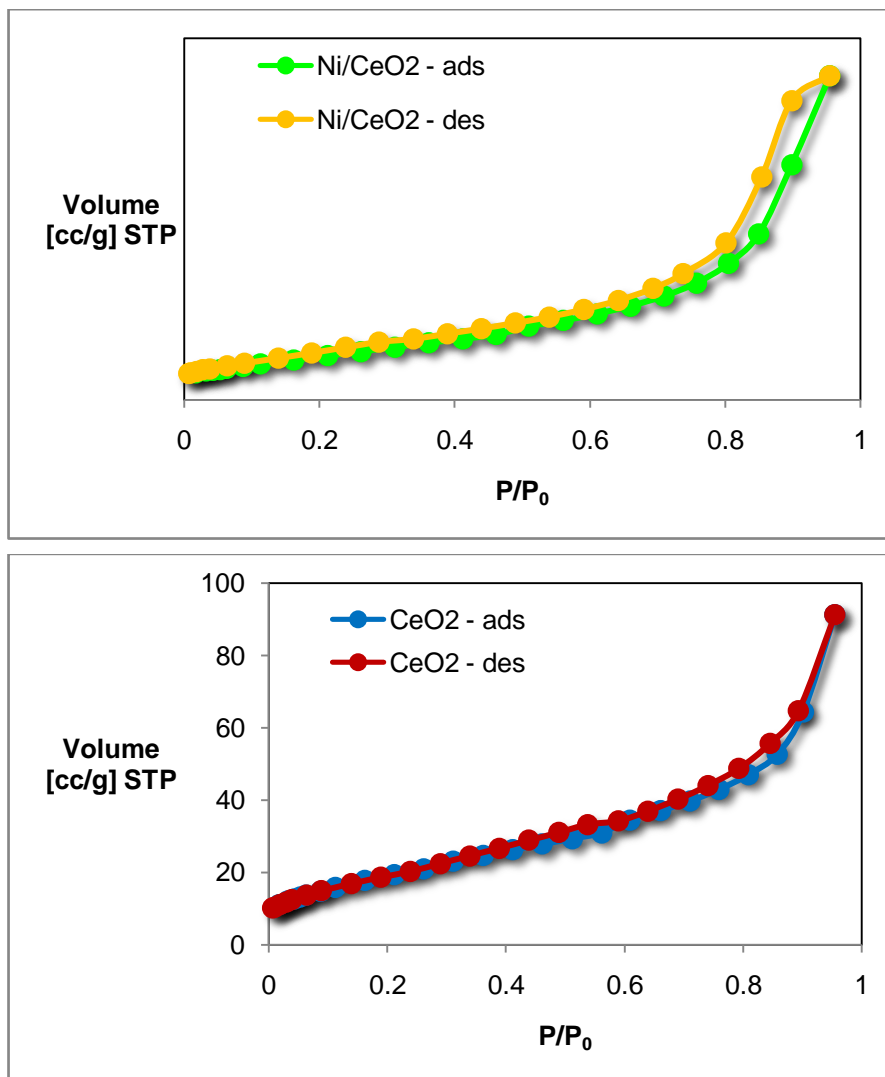 Ni/CeO2 - ads
Ni/CeO2 - des
Volume
[cc/g] STP
0 0.2 0.4 0.6 0.8 1
P/P₀
100
80
60
40
20
0
CeO2 - ads
CeO2 - des
Volume
[cc/g] STP
0 0.2 0.4 0.6 0.8 1
P/P₀